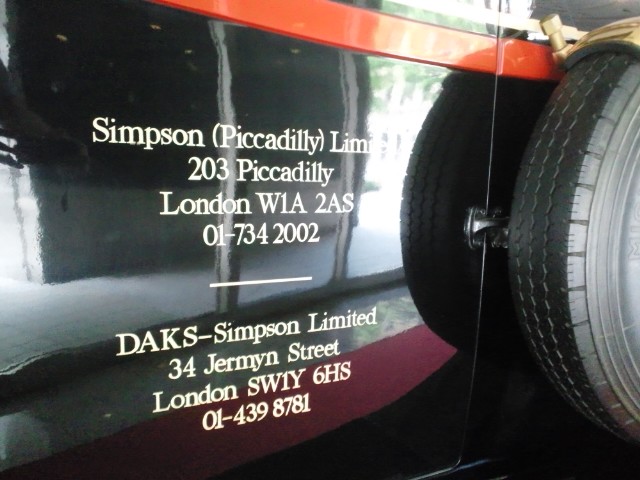 Simpson (Piccadilly) Limited
203 Piccadilly
London W1A 2AS
01-734 2002
DAKS-Simpson Limited
34 Jermyn Street
London SW1Y 6HS
01-439 8781